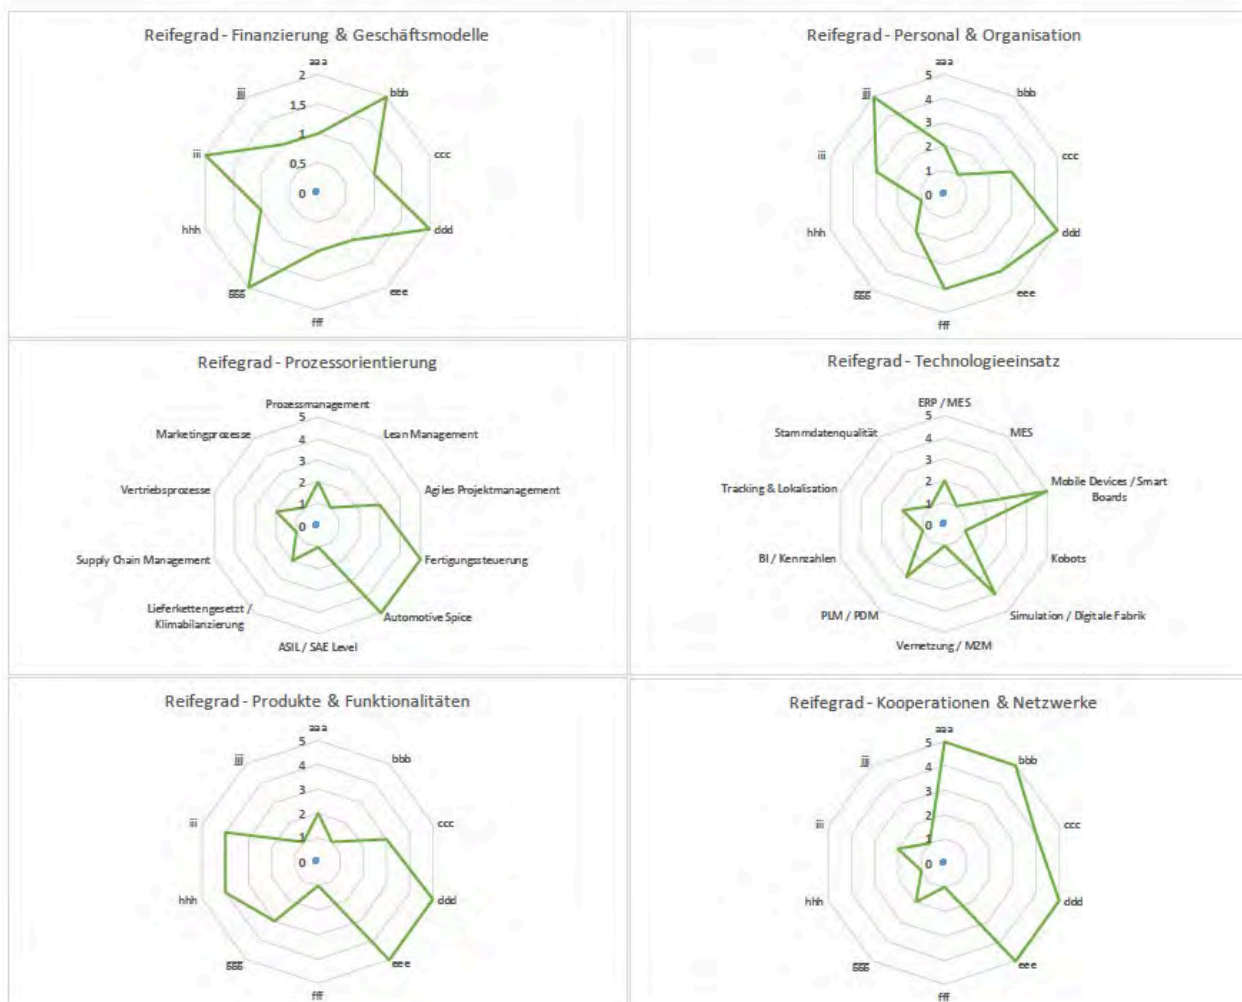 Reifegrad - Finanzierung & Geschäftsmodelle
aaa
2
jjj
bbb
1,5
1
iii
ccc
0,5
0
hhh
ddd
ggg
eee
fff
Reifegrad - Personal & Organisation
aaa
5
jjj
bbb
4
3
iii
ccc
2
1
0
hhh
ddd
ggg
eee
fff
Reifegrad - Prozessorientierung
Prozessmanagement
5
Marketingprozesse
Lean Management
4
3
Vertriebsprozesse
Agiles Projektmanagement
2
1
0
Supply Chain Management
Fertigungssteuerung
Lieferkettengesetzt /
Klimabilanzierung
Automotive Spice
ASIL / SAE Level
Reifegrad - Technologieeinsatz
ERP / MES
5
Stammdatenqualität
MES
4
3
Tracking & Lokalisation
Mobile Devices / Smart
Boards
2
1
0
BI / Kennzahlen
Kobots
PLM / PDM
Simulation / Digitale Fabrik
Vernetzung / M2M
Reifegrad - Produkte & Funktionalitäten
aaa
5
jjj
bbb
4
3
iii
ccc
2
1
0
hhh
ddd
ggg
eee
fff
Reifegrad - Kooperationen & Netzwerke
aaa
5
jjj
bbb
4
3
iii
ccc
2
1
0
hhh
ddd
ggg
eee
fff